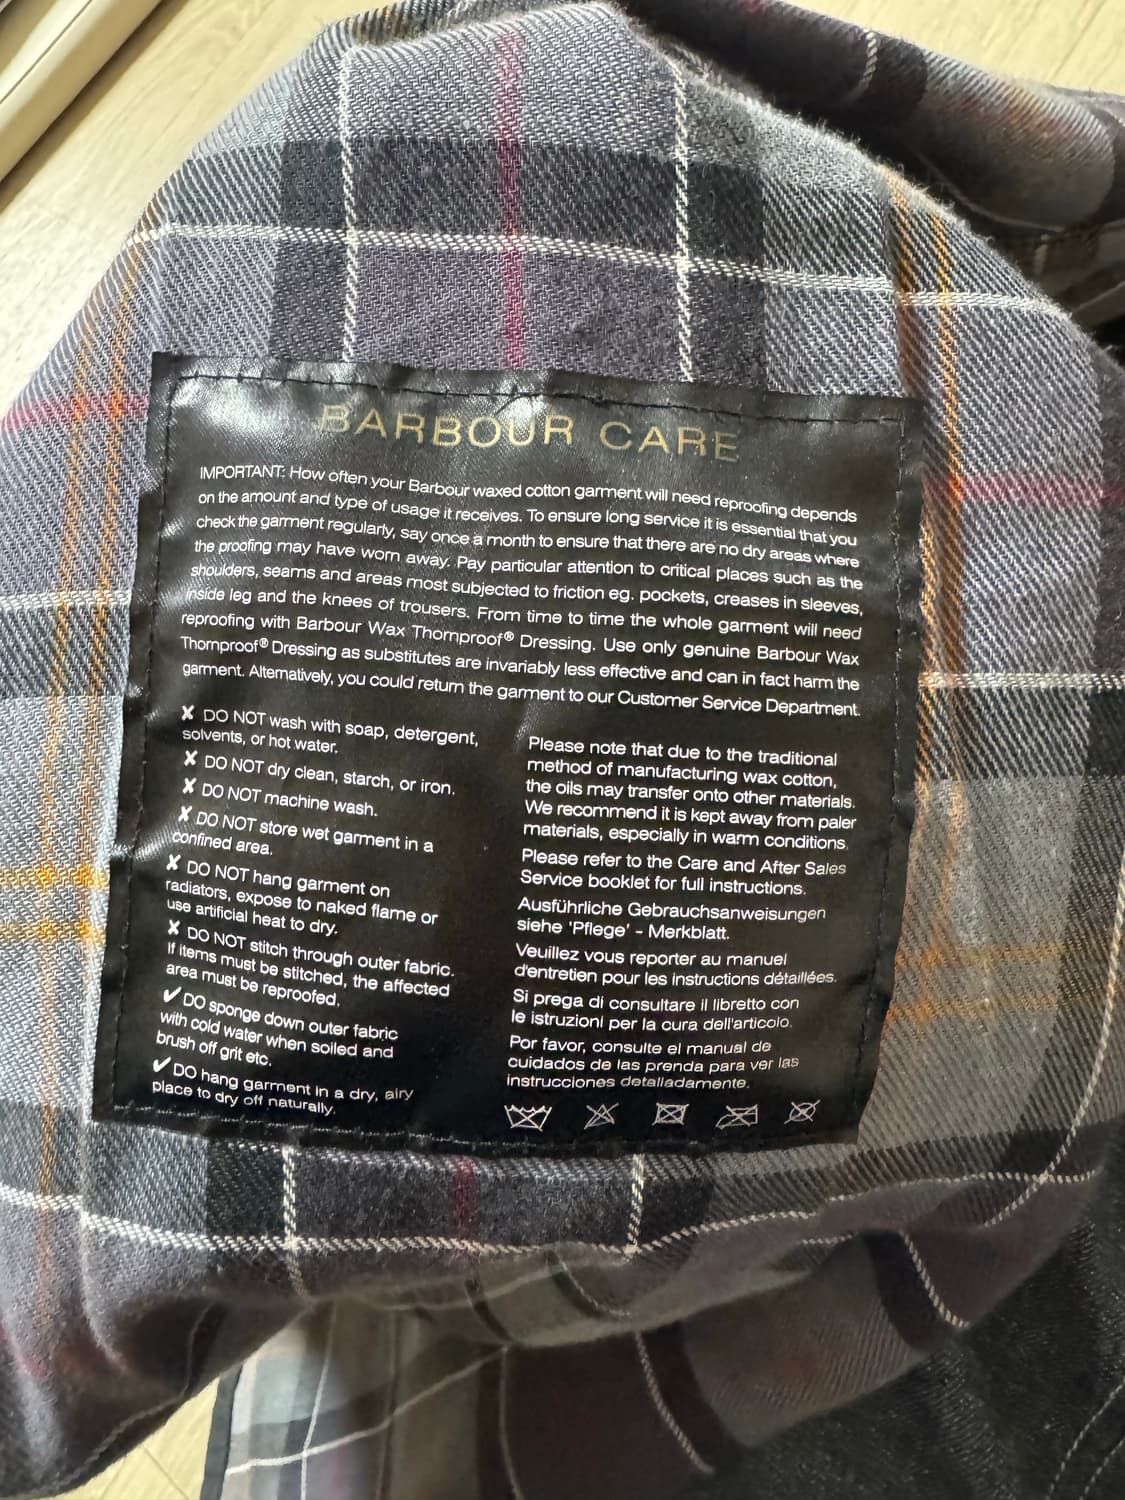 BARBOUR CARE
IMPORTANT: How often your Barbour waxed cotton garment will need reproofing depends
on the amount and type of usage it receives. To ensure long service it is essential that you
check the garment regularly, say once a month to ensure that there are no dry areas where
the proofing may have worn away. Pay particular attention to critical places such as the
shoulders, seams and areas most subjected to friction eg. pockets, creases in sleeves,
inside leg and the knees of trousers. From time to time the whole garment will need
reproofing with Barbour Wax Thornproof® Dressing. Use only genuine Barbour Wax
Thornproof® Dressing as substitutes are invariably less effective and can in fact harm the
garment. Alternatively, you could return the garment to our Customer Service Department.
✘ DO NOT wash with soap, detergent,
solvents, or hot water.
✘ DO NOT dry clean, starch, or iron.
✘ DO NOT machine wash.
✘ DO NOT store wet garment in a
confined area.
✘ DO NOT hang garment on
radiators, expose to naked flame or
use artificial heat to dry.
✘ DO NOT stitch through outer fabric.
If items must be stitched, the affected
area must be reproofed.
✔ DO sponge down outer fabric
with cold water when soiled and
brush off grit etc.
✔ DO hang garment in a dry, airy
place to dry off naturally.
Please note that due to the traditional
method of manufacturing wax cotton,
the oils may transfer onto other materials.
We recommend it is kept away from paler
materials, especially in warm conditions.
Please refer to the Care and After Sales
Service booklet for full instructions.
Ausführliche Gebrauchsanweisungen
siehe 'Pflege' - Merkblatt.
Veuillez vous reporter au manuel
d'entretien pour les instructions détaillées.
Si prega di consultare il libretto con
le istruzioni per la cura dell'articolo.
Por favor, consulte el manual de
cuidados de las prenda para ver las
instrucciones detalladamente.